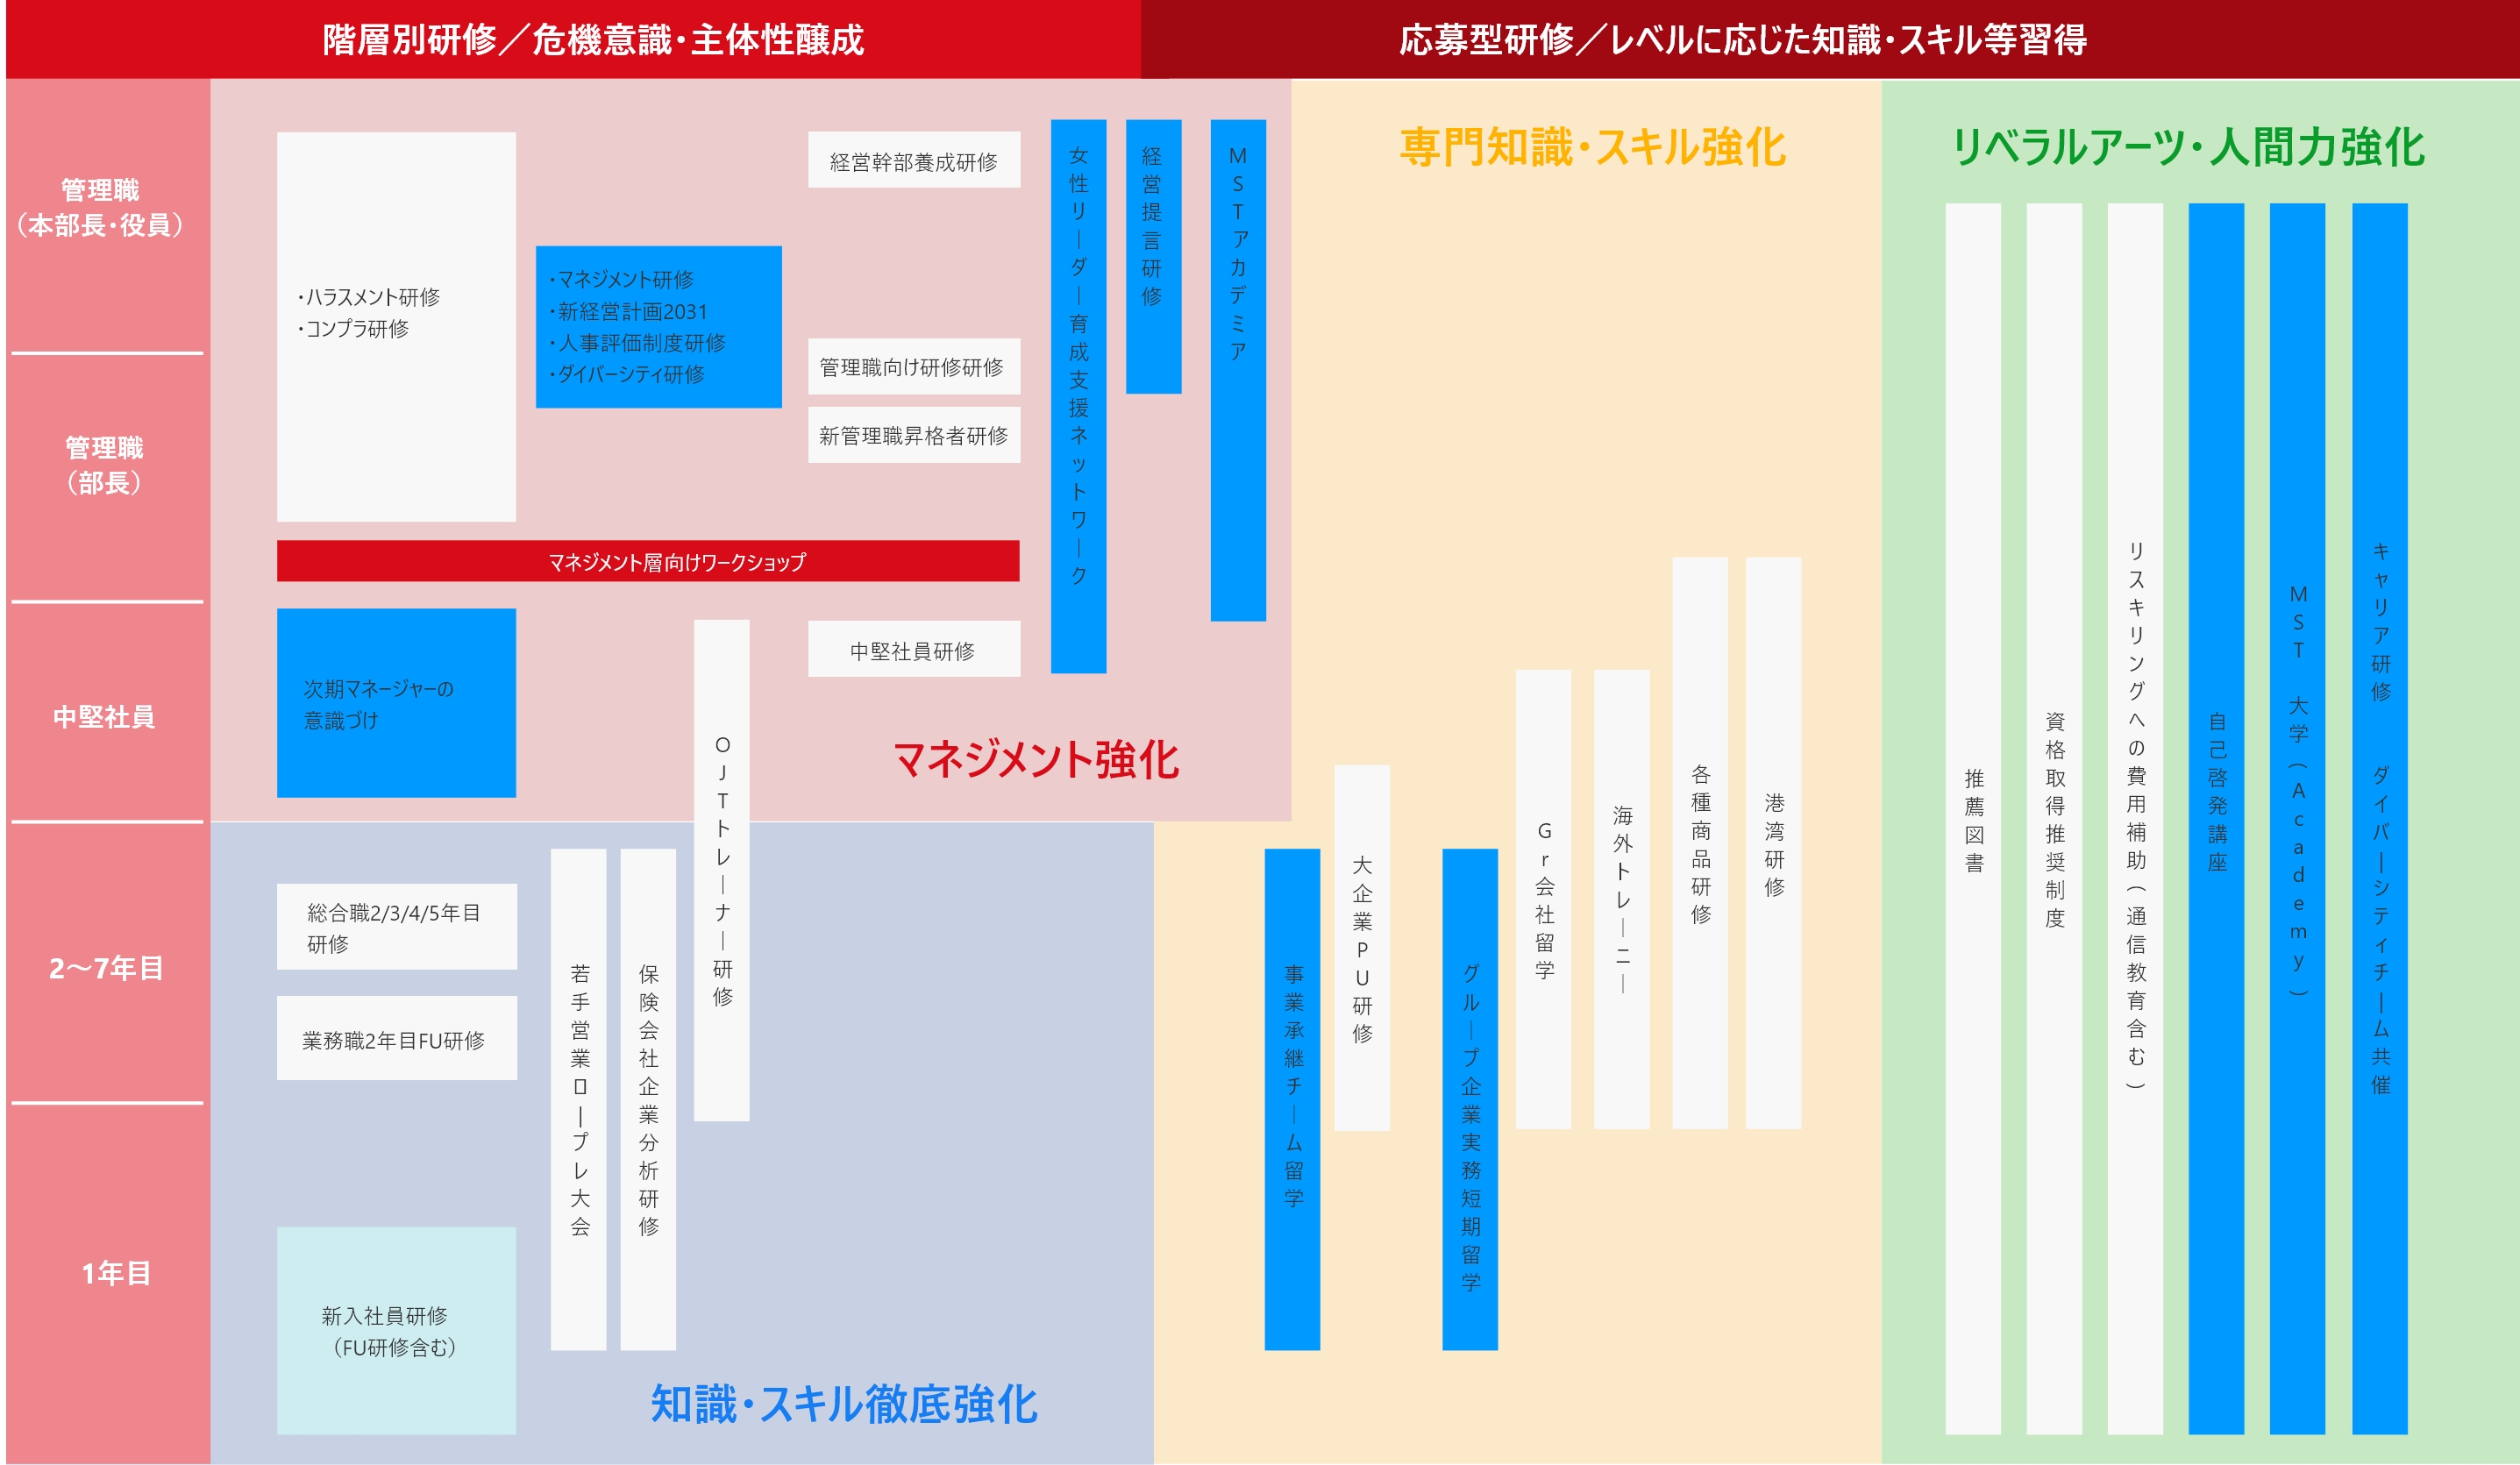 階層別研修／危機意識・主体性醸成
応募型研修／レベルに応じた知識・スキル等習得
管理職
（本部長・役員）
管理職
（部長）
中堅社員
2～7年目
1年目
・ハラスメント研修
・コンプラ研修
・マネジメント研修
・新経営計画2031
・人事評価制度研修
・ダイバーシティ研修
経営幹部養成研修
管理職向け研修研修
新管理職昇格者研修
女性リーダー育成支援ネットワーク
経営提言研修
MSTアカデミア
マネジメント層向けワークショップ
次期マネージャーの
意識づけ
OJTトレーナー研修
中堅社員研修
マネジメント強化
総合職2/3/4/5年目
研修
業務職2年目FU研修
新入社員研修
（FU研修含む）
若手営業ロープレ大会
保険会社企業分析研修
知識・スキル徹底強化
専門知識・スキル強化
事業承継チーム留学
大企業PU研修
グループ企業実務短期留学
Gr会社留学
海外トレーニー
各種商品研修
港湾研修
リベラルアーツ・人間力強化
推薦図書
資格取得推奨制度
リスキリングへの費用補助（通信教育含む）
自己啓発講座
MST　大学（Academy）
キャリア研修　ダイバーシティチーム共催